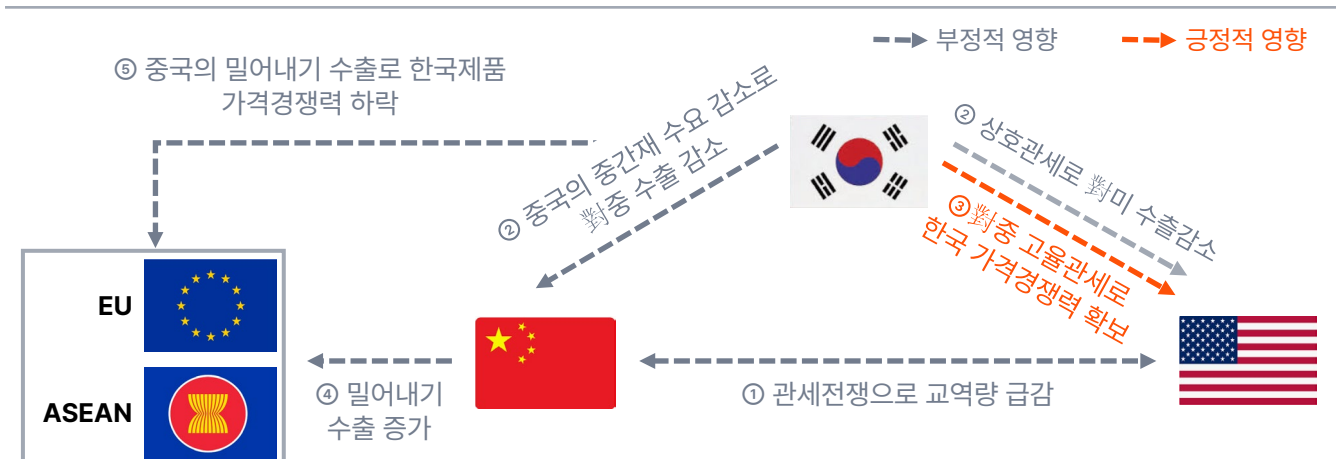 부정적 영향
긍정적 영향
⑤ 중국의 밀어내기 수출로 한국제품
가격경쟁력 하락
② 중국의 중간재 수요 감소로
對중 수출 감소
② 상호관세로 對미 수출감소
③對중 고율관세로
한국 가격경쟁력 확보
EU
ASEAN
④ 밀어내기
수출 증가
① 관세전쟁으로 교역량 급감